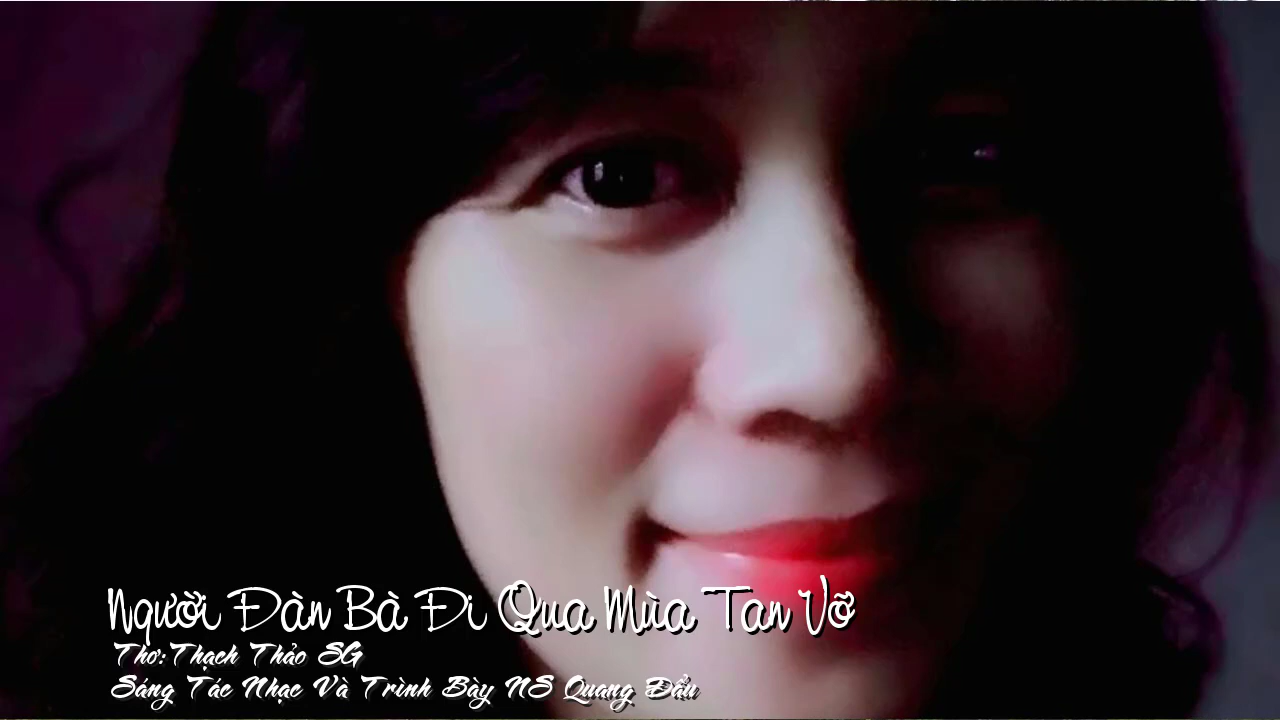 Người Đàn Bà Đi Qua Mùa Tan Vỡ
Thơ:Thạch Thảo SG
Sáng Tác Nhạc Và Trình Bày NS Quang Đẩu